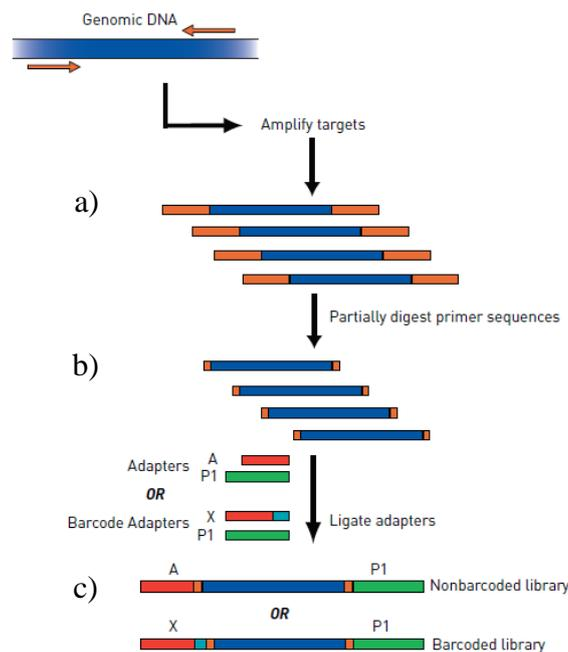 Genomic DNA
Amplify targets
a)
Partially digest primer sequences
b)
Adapters
A
P1
OR
Barcode Adapters
X
P1
Ligate adapters
c)
A
P1
Nonbarcoded library
OR
X
P1
Barcoded library